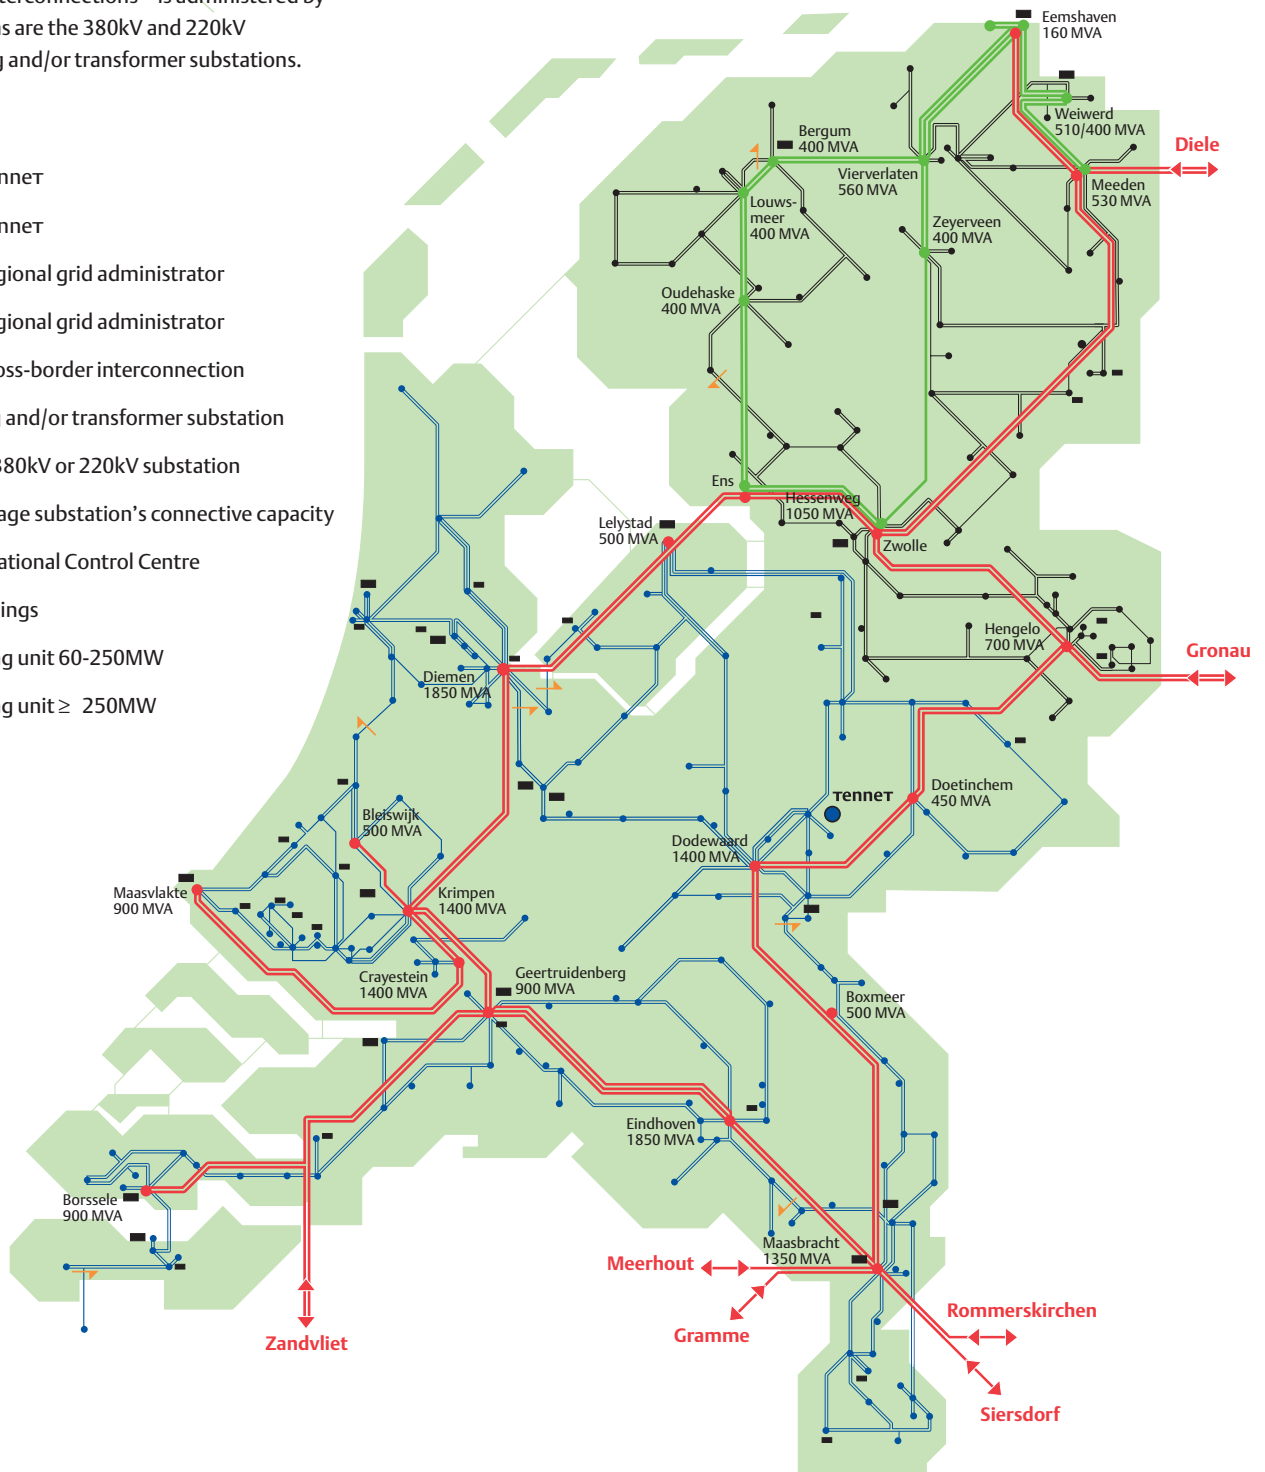 terconnections is administered by
s are the 380kV and 220kV
g and/or transformer substations.
nneT
nneT
gional grid administrator
gional grid administrator
oss-border interconnection
g and/or transformer substation
380kV or 220kV substation
age substation's connective capacity
ational Control Centre
ings
ng unit 60-250MW
ng unit ≥ 250MW
Eemshaven
160 MVA
Weiwerd
510/400 MVA
Diele
Bergum
400 MVA
Vierverlaten
560 MVA
Meeden
530 MVA
Louws-
meer
400 MVA
Zeyerveen
400 MVA
Oudehaske
400 MVA
Ens
Hessenweg
1050 MVA
Lelystad
500 MVA
Zwolle
Hengelo
700 MVA
Gronau
Diemen
1850 MVA
Doetinchem
450 MVA
TenneT
Bleiswijk
500 MVA
Dodewaard
1400 MVA
Maasvlakte
900 MVA
Krimpen
1400 MVA
Crayestein
1400 MVA
Geertruidenberg
900 MVA
Boxmeer
500 MVA
Eindhoven
1850 MVA
Borssele
900 MVA
Maasbracht
1350 MVA
Meerhout
Rommerskirchen
Gramme
Zandvliet
Siersdorf